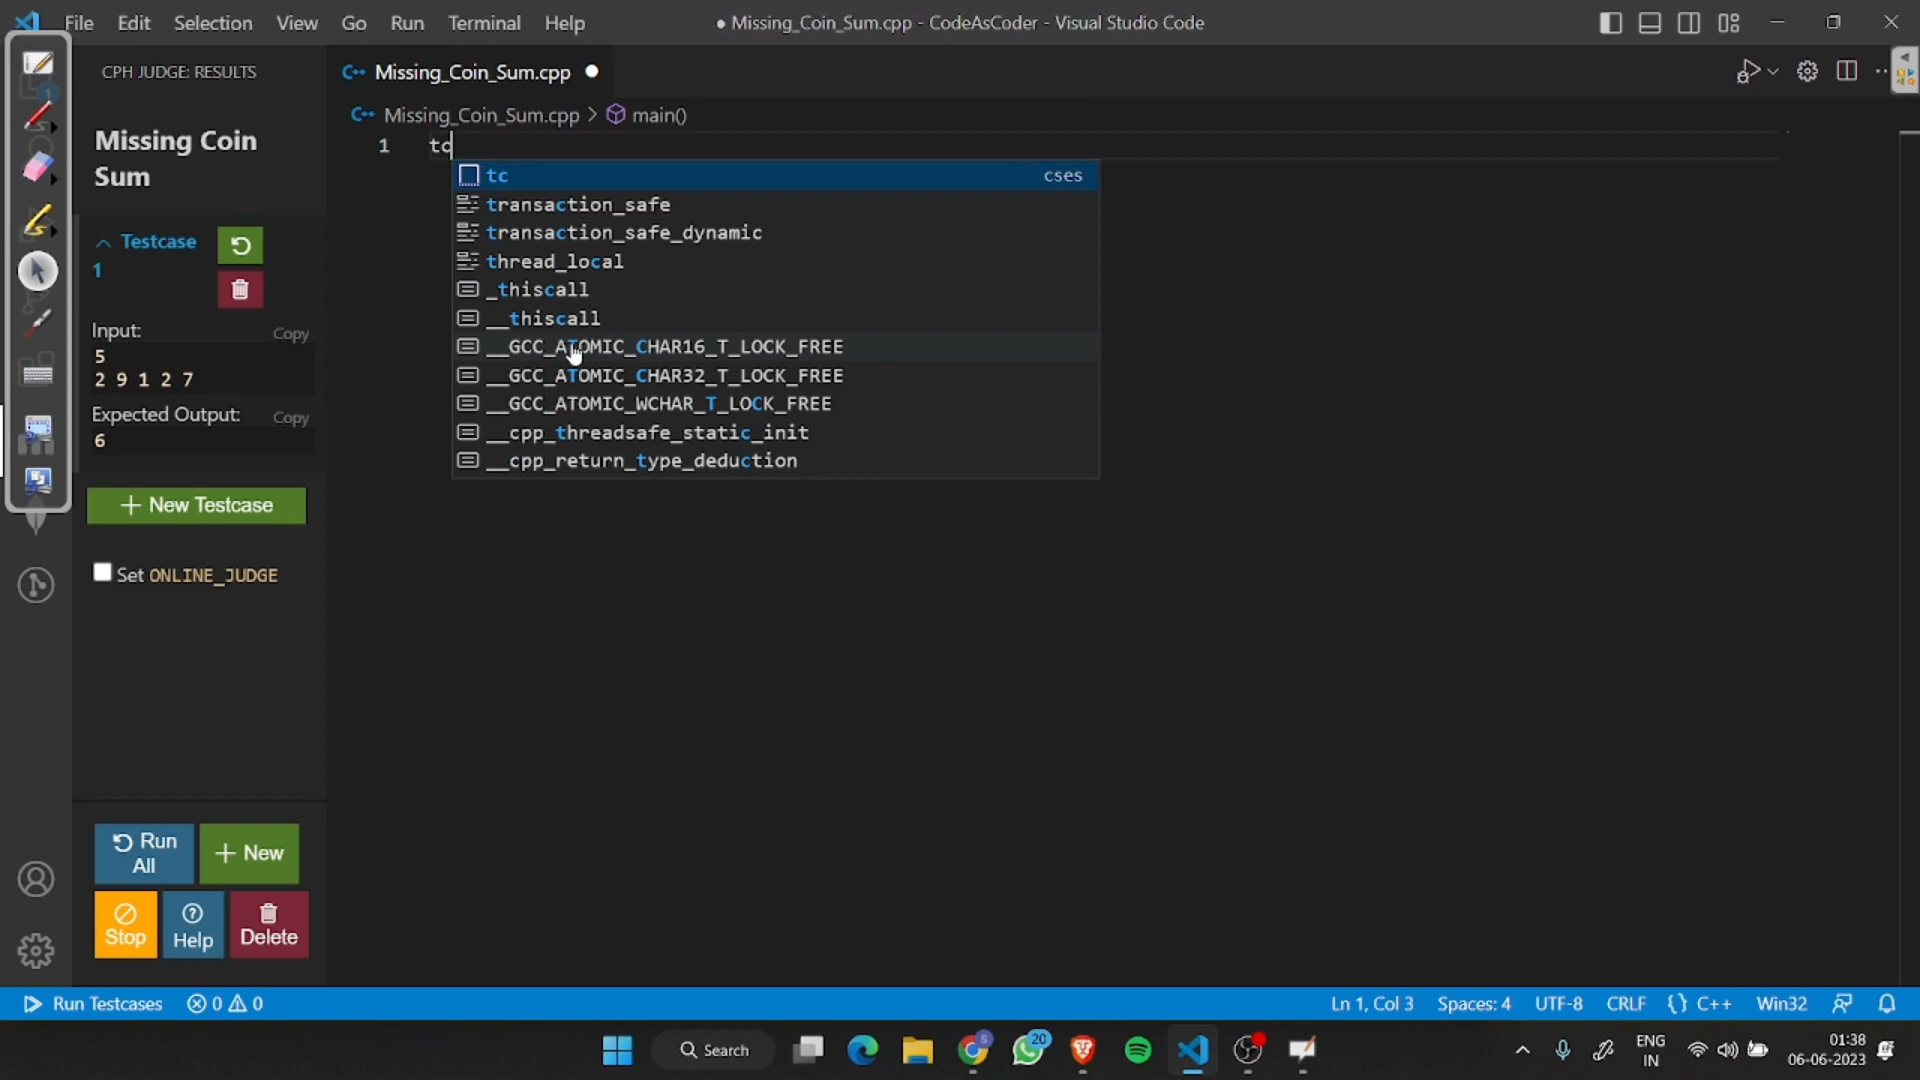 File Edit Selection View Go Run Terminal Help
● Missing_Coin_Sum.cpp - CodeAsCoder - Visual Studio Code
CPH JUDGE: RESULTS
C++ Missing_Coin_Sum.cpp ●
C++ Missing_Coin_Sum.cpp > main()
Missing Coin
Sum
1 tc
tc cses
transaction_safe
transaction_safe_dynamic
thread_local
_thiscall
__thiscall
__GCC_ATOMIC_CHAR16_T_LOCK_FREE
__GCC_ATOMIC_CHAR32_T_LOCK_FREE
__GCC_ATOMIC_WCHAR_T_LOCK_FREE
__cpp_threadsafe_static_init
__cpp_return_type_deduction
Testcase
1
Input: Copy
5
2 9 1 2 7
Expected Output: Copy
6
+ New Testcase
Set ONLINE_JUDGE
Run
All
+ New
Stop
Help
Delete
Run Testcases 0 0
Ln 1, Col 3 Spaces: 4 UTF-8 CRLF {} C++ Win32
Search
20
ENG
IN
01:38
06-06-2023